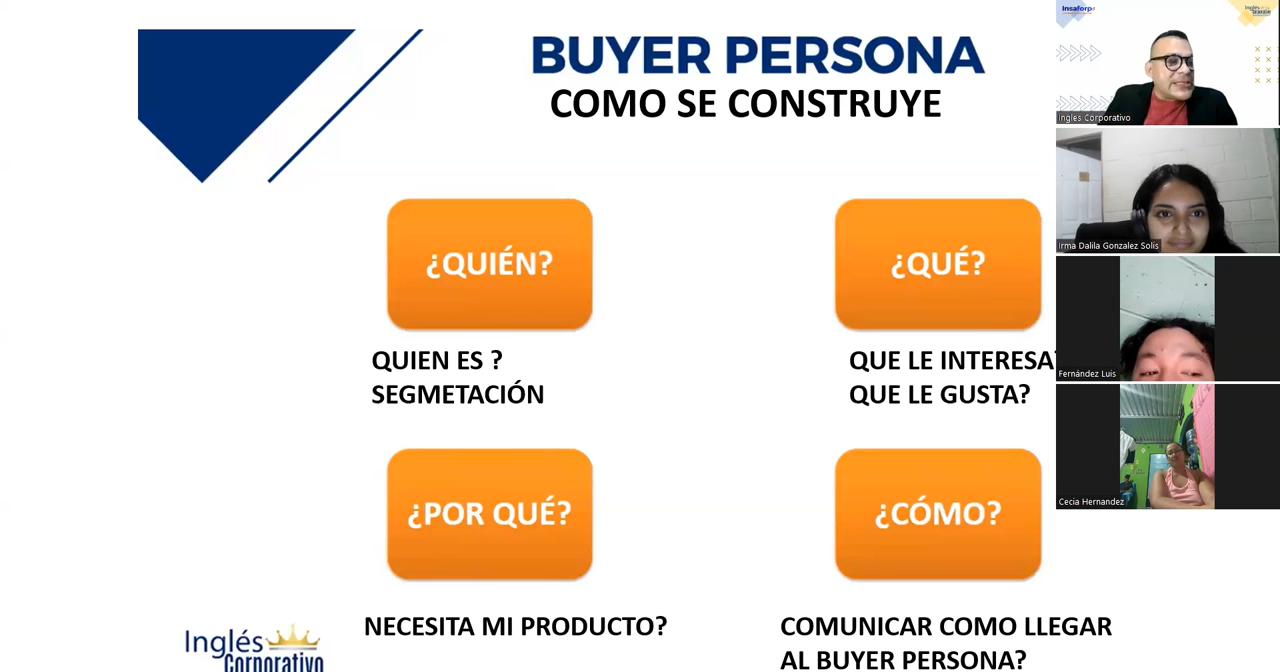 BUYER PERSONA
COMO SE CONSTRUYE
¿QUIÉN?
QUIEN ES ?
SEGMETACIÓN
¿QUÉ?
QUE LE INTERESA?
QUE LE GUSTA?
¿POR QUÉ?
NECESITA MI PRODUCTO?
¿CÓMO?
COMUNICAR COMO LLEGAR
AL BUYER PERSONA?
Inglés
Corporativo
Insaforp
Ingles Corporativo
Irma Dalila Gonzalez Solis
Fernández Luis
Cecia Hernandez